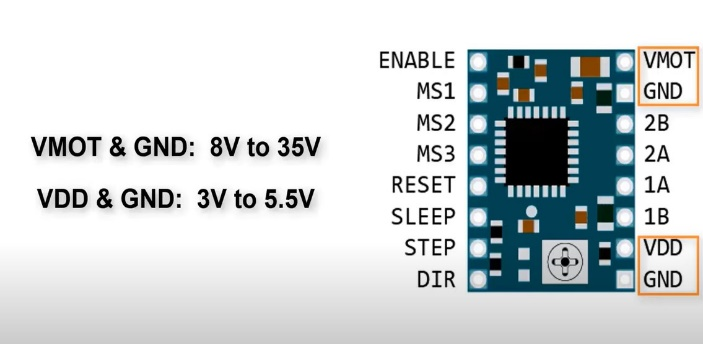 VMOT & GND: 8V to 35V
VDD & GND: 3V to 5.5V
ENABLE
MS1
MS2
MS3
RESET
SLEEP
STEP
DIR
VMOT
GND
2B
2A
1A
1B
VDD
GND